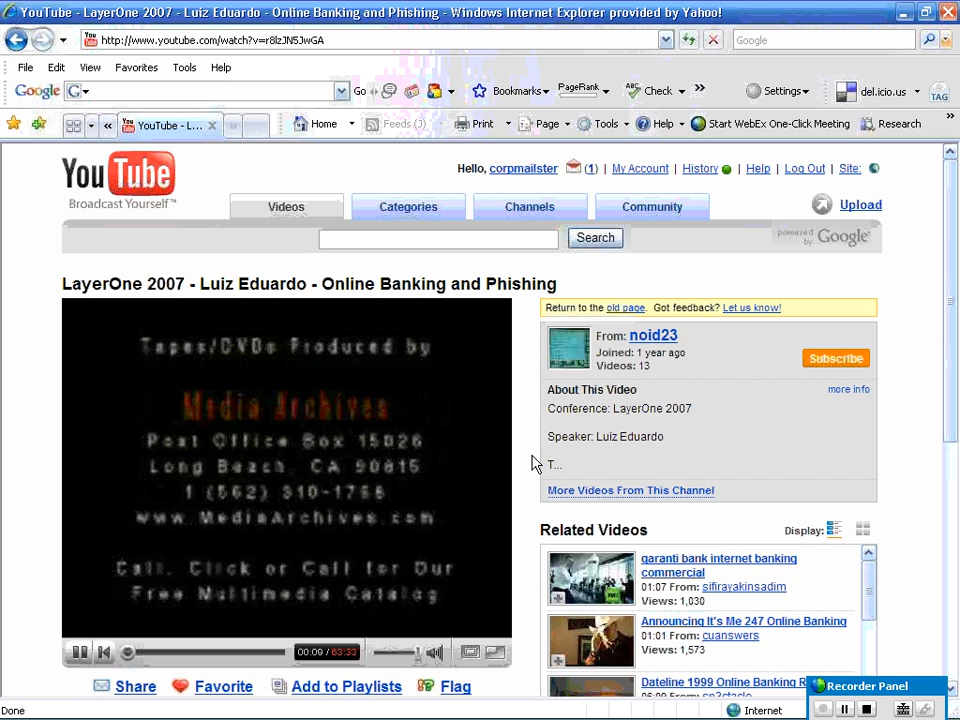 YouTube - LayerOne 2007 - Luiz Eduardo - Online Banking and Phishing - Windows Internet Explorer provided by Yahoo!
http://www.youtube.com/watch?v=r8lzJN5JwGA
Google
File Edit View Favorites Tools Help
Google G Go Bookmarks PageRank Check Settings del.icio.us TAG
YouTube - L... Home Feeds (J) Print Page Tools Help Start WebEx One-Click Meeting Research
You Tube
Broadcast Yourself™
Hello, corpmailster (1) | My Account | History | Help | Log Out | Site:
Videos Categories Channels Community Upload
Search powered by Google
LayerOne 2007 - Luiz Eduardo - Online Banking and Phishing
Tapes/DVDs Produced by
Media Archives
Post Office Box 15026
Long Beach, CA 90815
www.MediaArchives.com
Call, Click or Call for Our
Free Multimedia Catalog
00:09 / 63:33
Share Favorite Add to Playlists Flag
Return to the old page. Got feedback? Let us know!
From: noid23
Joined: 1 year ago
Videos: 13
Subscribe
About This Video more info
Conference: LayerOne 2007
Speaker: Luiz Eduardo
T...
More Videos From This Channel
Related Videos Display:
garanti bank internet banking
commercial
01:07 From: sifirayakinsadim
Views: 1,030
Announcing It's Me 247 Online Banking
01:01 From: cuanswers
Views: 1,573
Dateline 1999 Online Banking
Recorder Panel
Done Internet